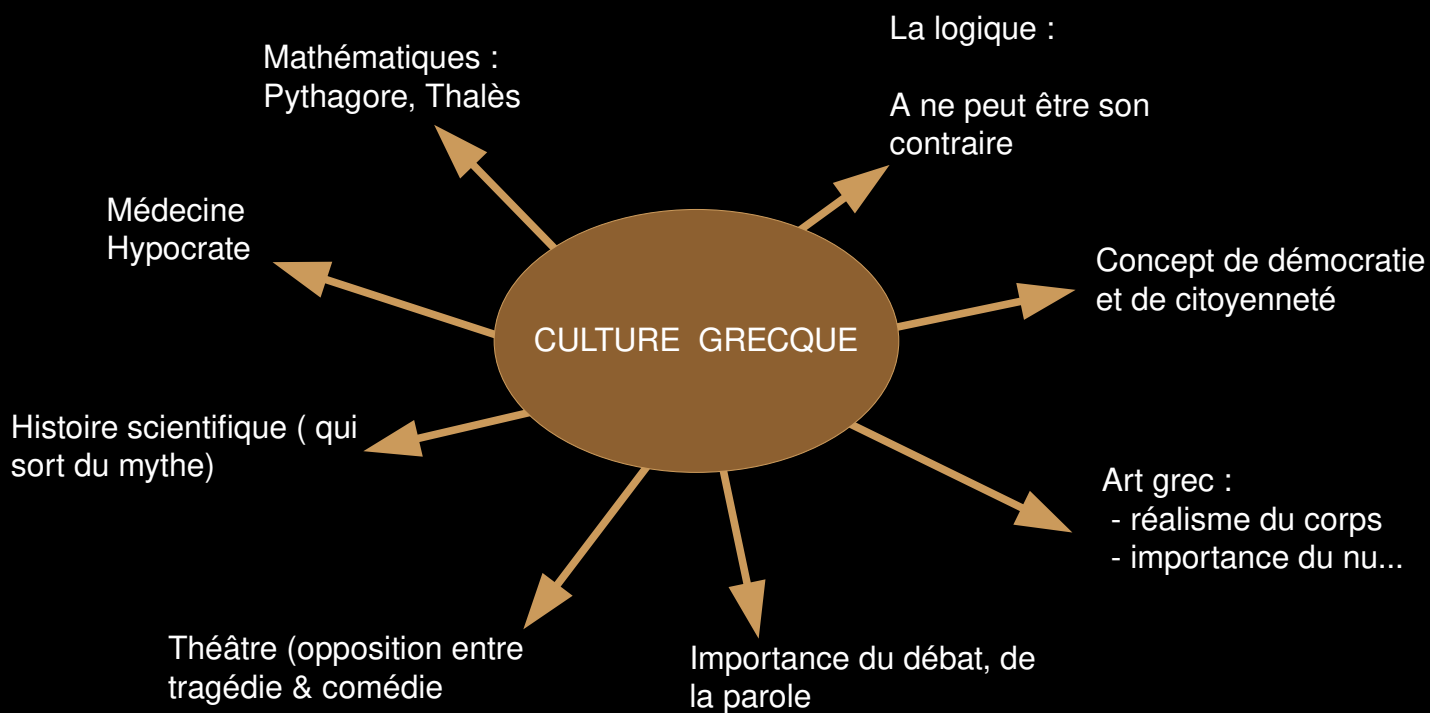 La logique :
A ne peut être son
contraire
Mathématiques :
Pythagore, Thalès
Médecine
Hypocrate
Concept de démocratie
et de citoyenneté
CULTURE GRECQUE
Histoire scientifique ( qui
sort du mythe)
Art grec :
- réalisme du corps
- importance du nu...
Théâtre (opposition entre
tragédie & comédie
Importance du débat, de
la parole